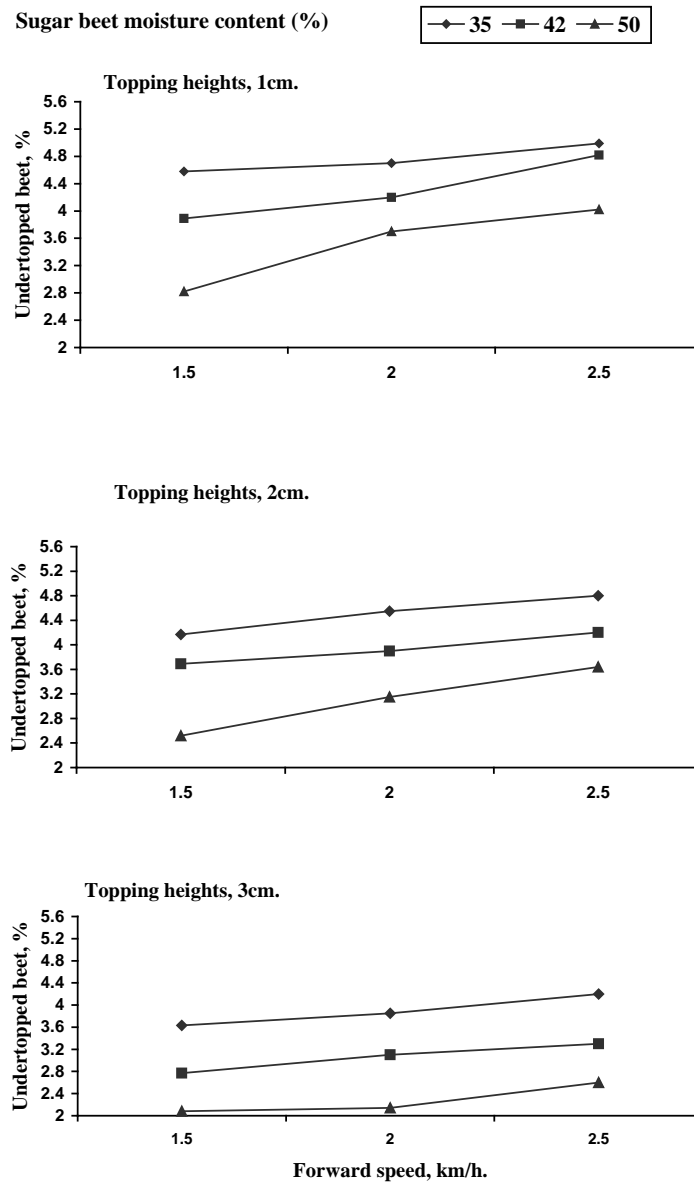 Sugar beet moisture content (%)
35 42 50
Topping heights, 1cm.
Undertopped beet, %
5.6
5.2
4.8
4.4
4
3.6
3.2
2.8
2.4
2
1.5 2 2.5
Topping heights, 2cm.
Undertopped beet, %
5.6
5.2
4.8
4.4
4
3.6
3.2
2.8
2.4
2
1.5 2 2.5
Topping heights, 3cm.
Undertopped beet, %
5.6
5.2
4.8
4.4
4
3.6
3.2
2.8
2.4
2
1.5 2 2.5
Forward speed, km/h.